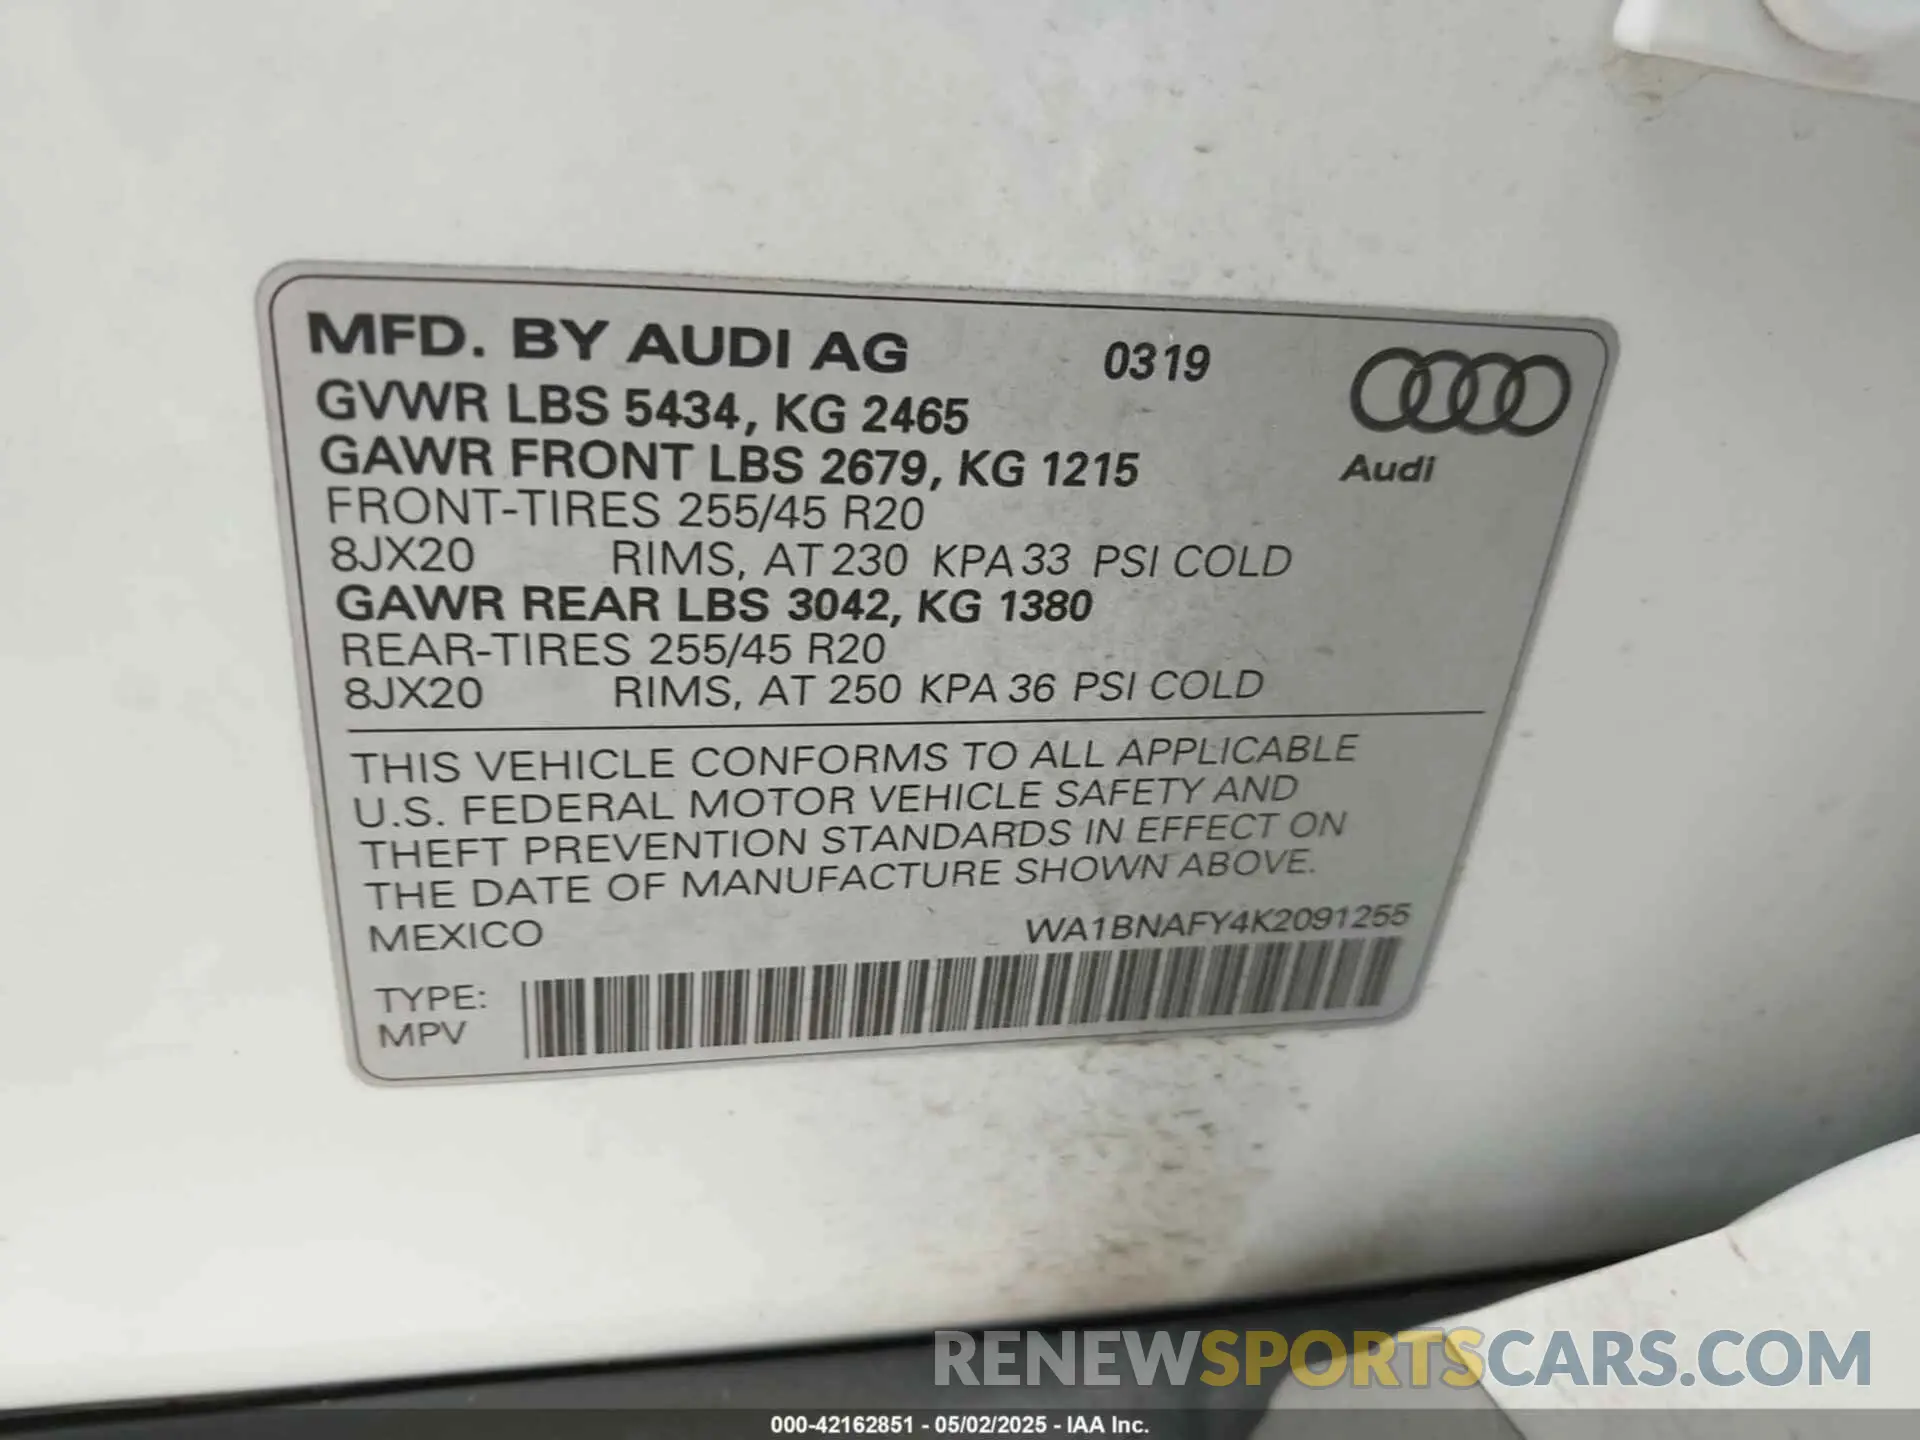 MFD. BY AUDI AG 0319
GVWR LBS 5434, KG 2465
GAWR FRONT LBS 2679, KG 1215
Audi
FRONT-TIRES 255/45 R20
8JX20 RIMS, AT 230 KPA 33 PSI COLD
GAWR REAR LBS 3042, KG 1380
REAR-TIRES 255/45 R20
8JX20 RIMS, AT 250 KPA 36 PSI COLD
THIS VEHICLE CONFORMS TO ALL APPLICABLE
U.S. FEDERAL MOTOR VEHICLE SAFETY AND
THEFT PREVENTION STANDARDS IN EFFECT ON
THE DATE OF MANUFACTURE SHOWN ABOVE.
MEXICO WA1BNAFY4K2091255
TYPE:
MPV
RENEWSPORTSCARS.COM
000-42162851 - 05/02/2025 - IAA Inc.